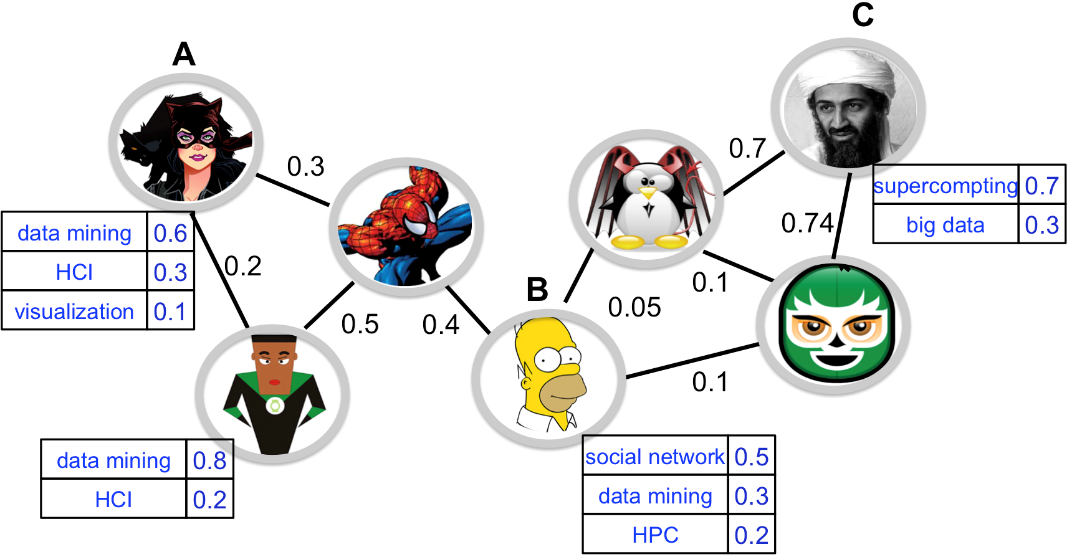 A
C
B
0.3
0.2
0.5
0.4
0.05
0.7
0.1
0.74
0.1
data mining 0.6
HCI 0.3
visualization 0.1
data mining 0.8
HCI 0.2
social network 0.5
data mining 0.3
HPC 0.2
supercompting 0.7
big data 0.3